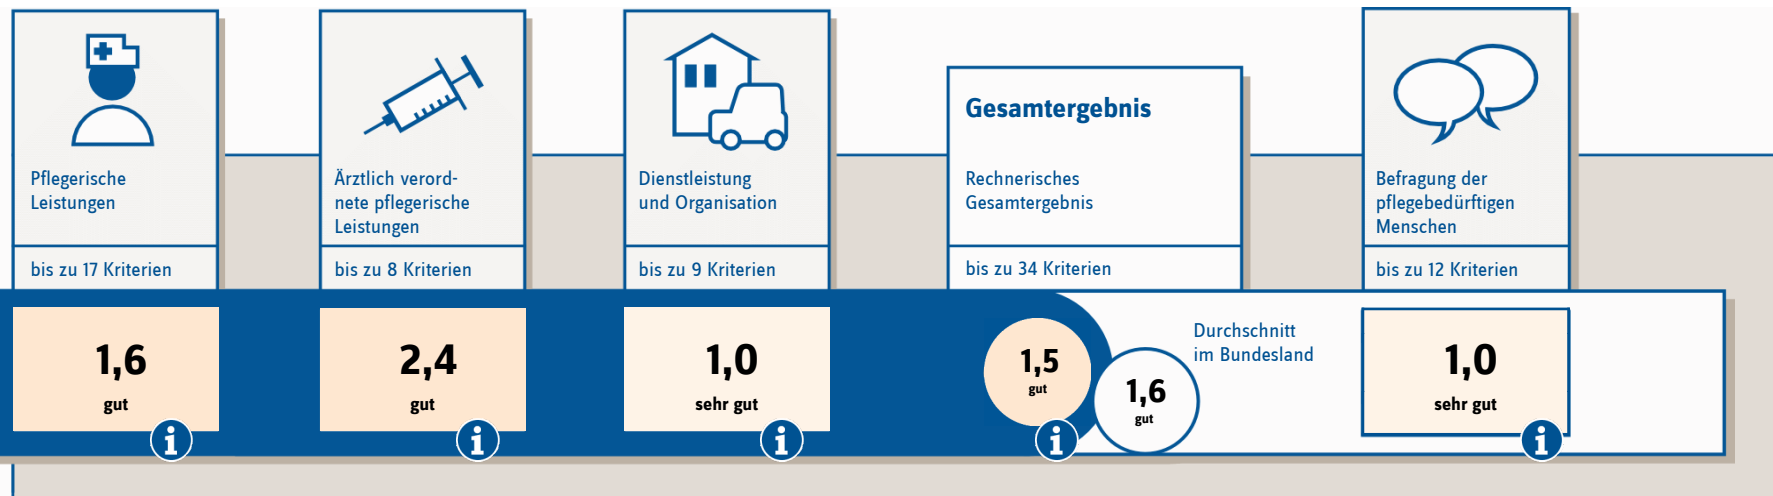 Pflegerische
Leistungen
bis zu 17 Kriterien
1,6
gut
i
Ärztlich verord-
nete pflegerische
Leistungen
bis zu 8 Kriterien
2,4
gut
i
Dienstleistung
und Organisation
bis zu 9 Kriterien
1,0
sehr gut
i
Gesamtergebnis
Rechnerisches
Gesamtergebnis
bis zu 34 Kriterien
1,5
gut
i
1,6
gut
Durchschnitt
im Bundesland
Befragung der
pflegebedürftigen
Menschen
bis zu 12 Kriterien
1,0
sehr gut
i